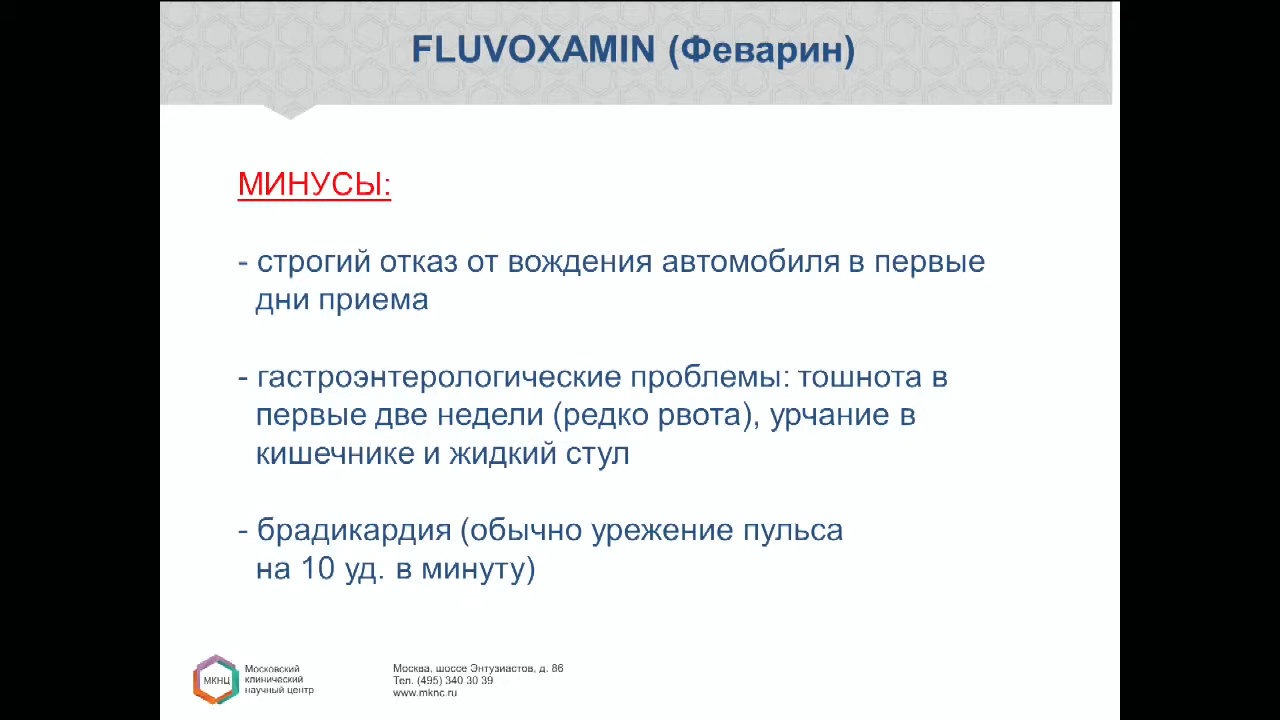 FLUVOXAMIN (Феварин)
МИНУСЫ:
- строгий отказ от вождения автомобиля в первые
дни приема
- гастроэнтерологические проблемы: тошнота в
первые две недели (редко рвота), урчание в
кишечнике и жидкий стул
- брадикардия (обычно урежение пульса
на 10 уд. в минуту)
МКНЦ
Московский
клинический
научный центр
Москва, шоссе Энтузиастов, д. 86
Тел. (495) 340 30 39
www.mknc.ru